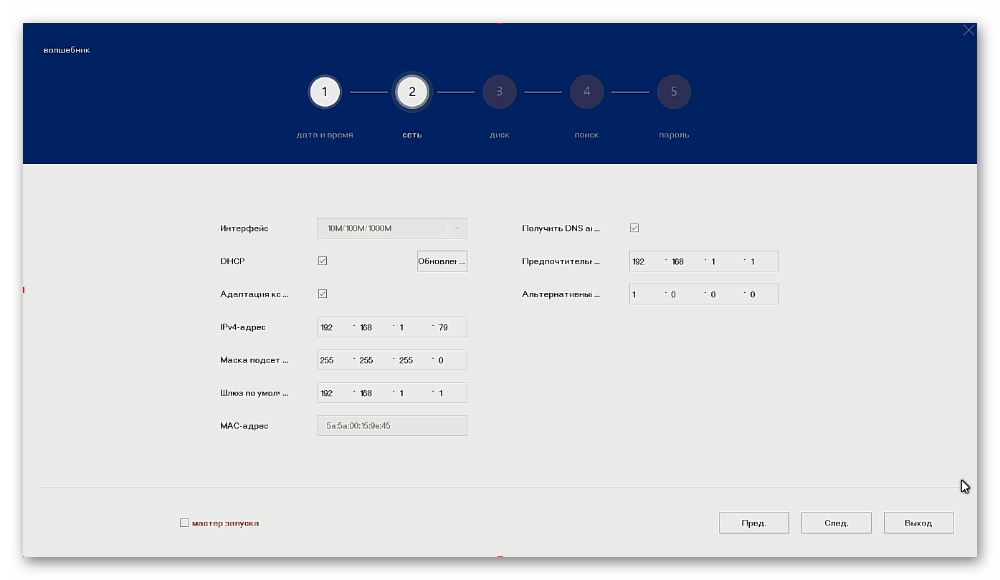 волшебник
1 2 3 4 5
дата и время сеть диск поиск пароль
Интерфейс 10M/100M/1000M Получить DNS аı ...
DHCP Обновлен ... Предпочтительн ... 192 . 168 . 1 . 1
Адаптация ко ... Альтернативны ... 1 . 0 . 0 . 0
IPv4-адрес 192 . 168 . 1 . 79
Маска подсет ... 255 . 255 . 255 . 0
Шлюз по умолч ... 192 . 168 . 1 . 1
MAC-адрес 5a:5a:00:15:9e:45
мастер запуска Пред. След. Выход